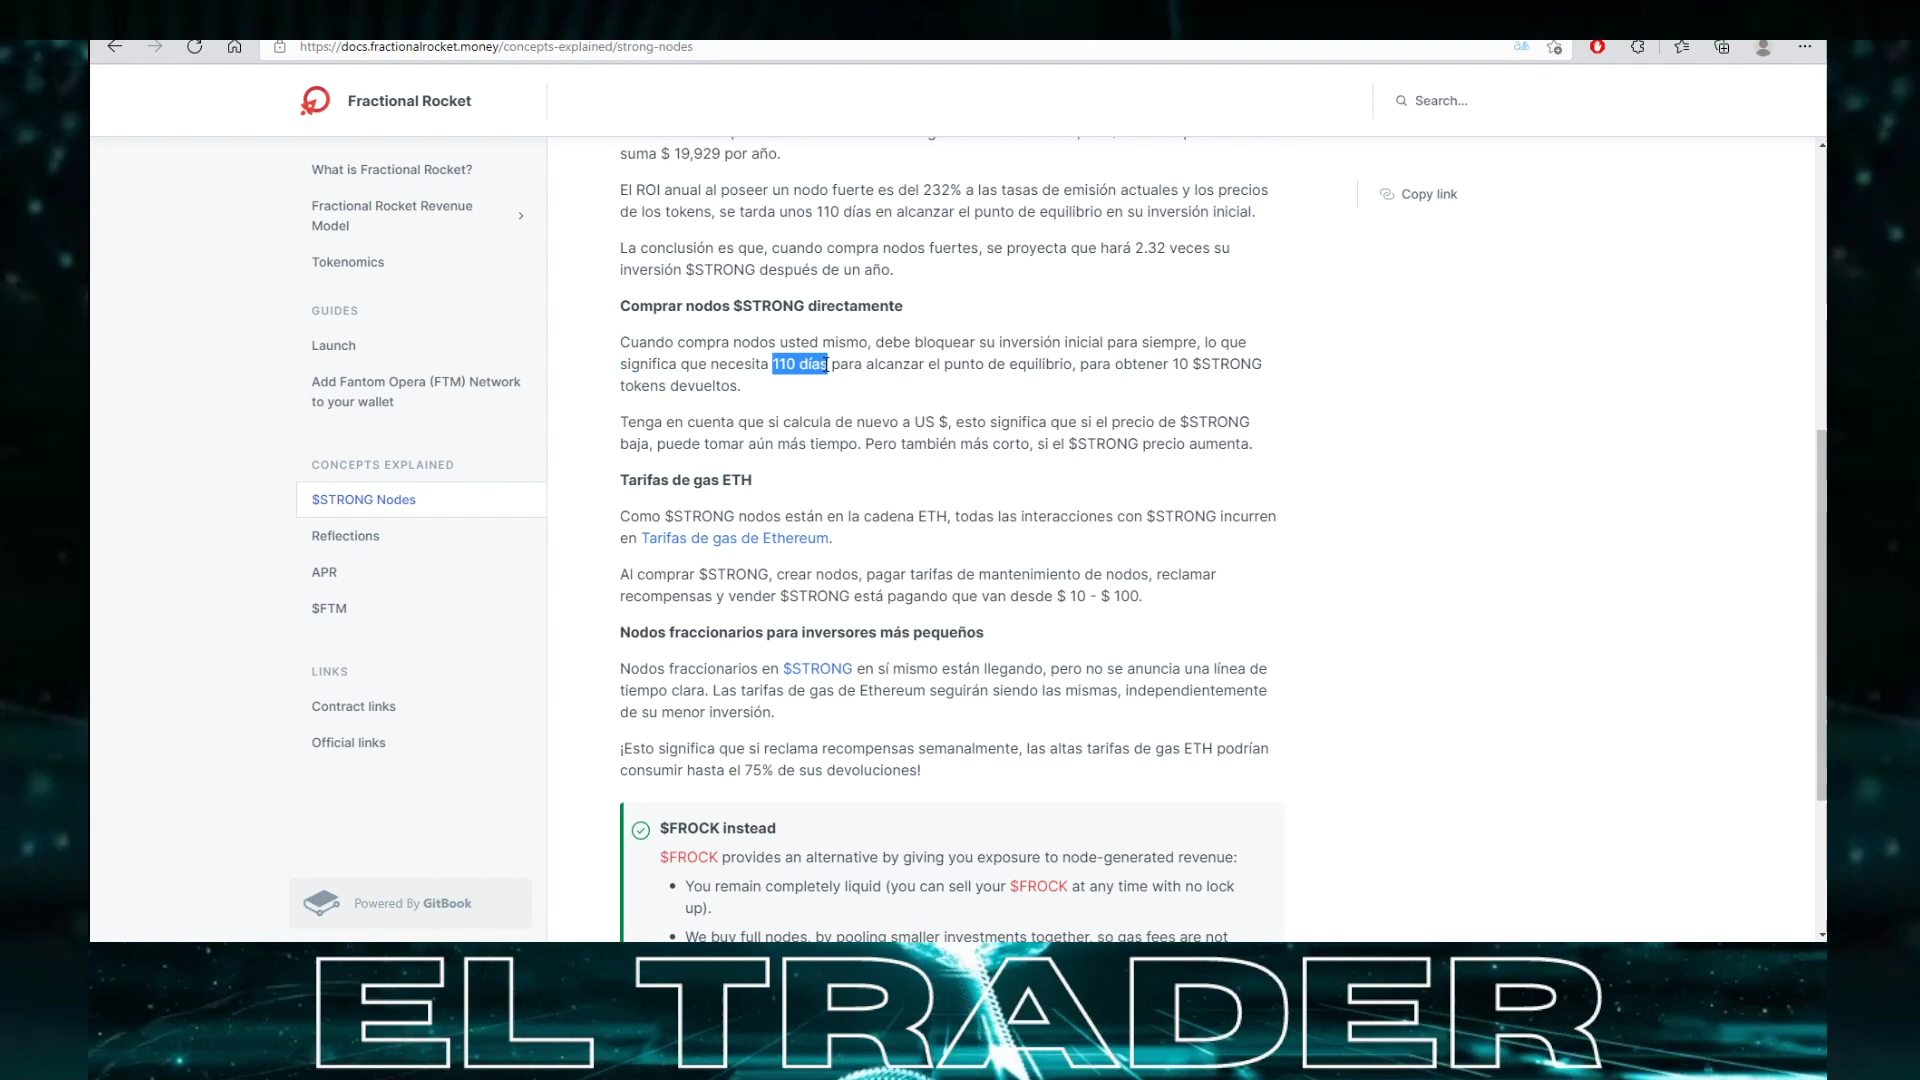 https://docs.fractionalrocket.money/concepts-explained/strong-nodes
Fractional Rocket
Search...
What is Fractional Rocket?
Fractional Rocket Revenue
Model
Tokenomics
GUIDES
Launch
Add Fantom Opera (FTM) Network
to your wallet
CONCEPTS EXPLAINED
$STRONG Nodes
Reflections
APR
$FTM
LINKS
Contract links
Official links
Powered By GitBook
suma $ 19,929 por año.
El ROI anual al poseer un nodo fuerte es del 232% a las tasas de emisión actuales y los precios
de los tokens, se tarda unos 110 días en alcanzar el punto de equilibrio en su inversión inicial.
La conclusión es que, cuando compra nodos fuertes, se proyecta que hará 2.32 veces su
inversión $STRONG después de un año.
Comprar nodos $STRONG directamente
Cuando compra nodos usted mismo, debe bloquear su inversión inicial para siempre, lo que
significa que necesita 110 días para alcanzar el punto de equilibrio, para obtener 10 $STRONG
tokens devueltos.
Tenga en cuenta que si calcula de nuevo a US $, esto significa que si el precio de $STRONG
baja, puede tomar aún más tiempo. Pero también más corto, si el $STRONG precio aumenta.
Tarifas de gas ETH
Como $STRONG nodos están en la cadena ETH, todas las interacciones con $STRONG incurren
en Tarifas de gas de Ethereum.
Al comprar $STRONG, crear nodos, pagar tarifas de mantenimiento de nodos, reclamar
recompensas y vender $STRONG está pagando que van desde $ 10 - $ 100.
Nodos fraccionarios para inversores más pequeños
Nodos fraccionarios en $STRONG en sí mismo están llegando, pero no se anuncia una línea de
tiempo clara. Las tarifas de gas de Ethereum seguirán siendo las mismas, independientemente
de su menor inversión.
¡Esto significa que si reclama recompensas semanalmente, las altas tarifas de gas ETH podrían
consumir hasta el 75% de sus devoluciones!
$FROCK instead
$FROCK provides an alternative by giving you exposure to node-generated revenue:
• You remain completely liquid (you can sell your $FROCK at any time with no lock
up).
• We buy full nodes, by pooling smaller investments together, so gas fees are not
Copy link
EL TRADER